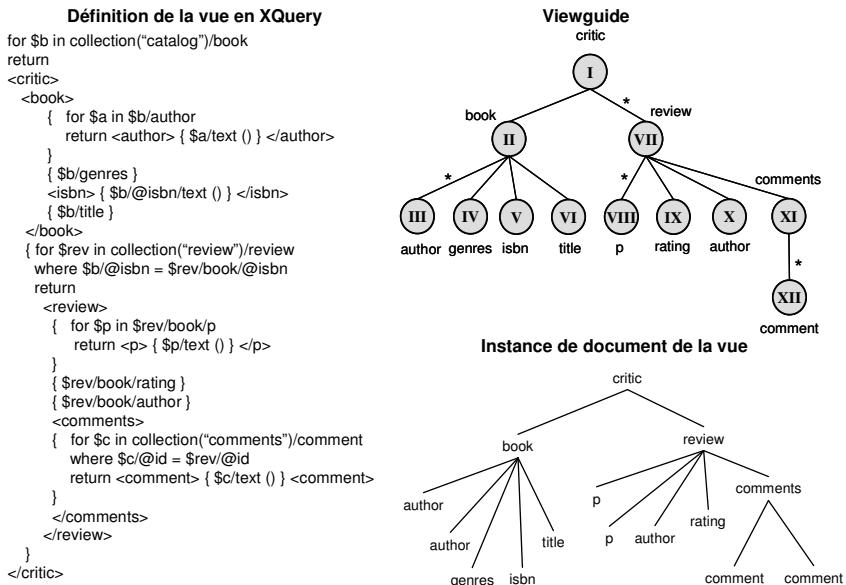 Définition de la vue en XQuery
for $b in collection(“catalog”)/book
return
<critic>
<book>
{ for $a in $b/author
return <author> { $a/text () } </author>
}
{ $b/genres }
<isbn> { $b/@isbn/text () } </isbn>
{ $b/title }
</book>
{ for $rev in collection(“review”)/review
where $b/@isbn = $rev/book/@isbn
return
<review>
{ for $p in $rev/book/p
return <p> { $p/text () } </p>
}
{ $rev/book/rating }
{ $rev/book/author }
<comments>
{ for $c in collection(“comments”)/comment
where $c/@id = $rev/@id
return <comment> { $c/text () } <comment>
}
</comments>
</review>
}
</critic>
Viewguide
critic
I
*
book
review
II
VII
*
*
comments
III IV V VI VIII IX X XI
author genres isbn title p rating author
*
XII
comment
Instance de document de la vue
critic
book
review
author
p
comments
author
title
p
author
rating
genres
isbn
comment
comment